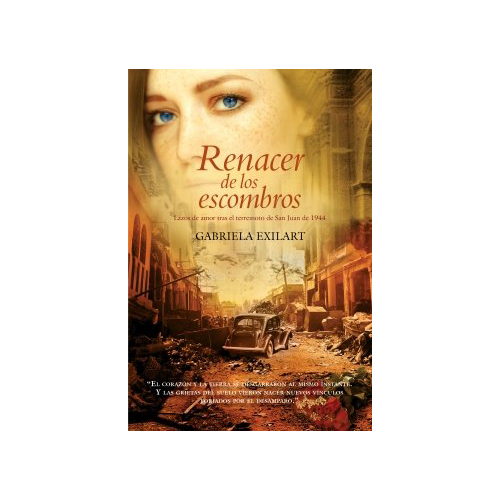 Renacer
de los
escombros
Lazos de amor tras el terremoto de San Juan de 1944
GABRIELA EXILART
“EL CORAZÓN Y LA TIERRA SE DESGARRARON AL MISMO INSTANTE.
Y LAS GRIETAS DEL SUELO VIERON NACER NUEVOS VÍNCULOS
FORJADOS POR EL DESAMPARO.”